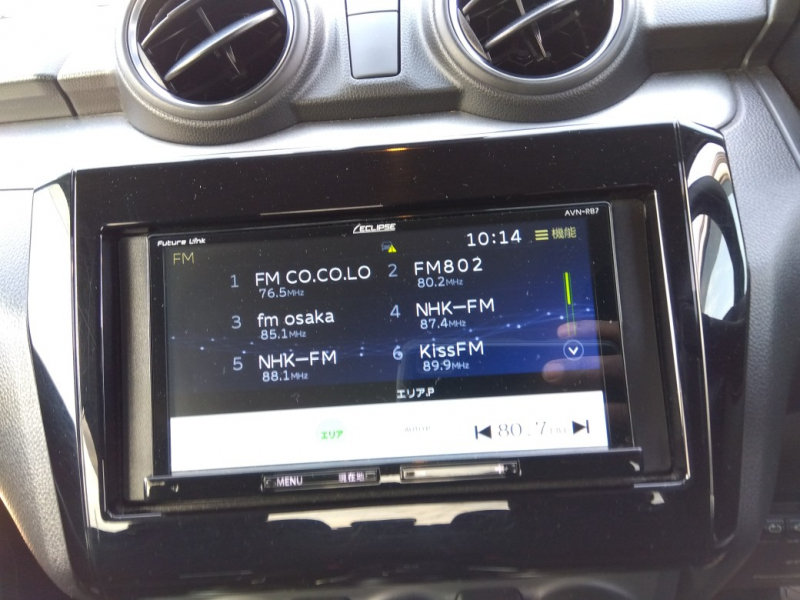 ECLIPSE
AVN-RB7
Future Link
10:14
機能
FM
1 FM CO.CO.LO 76.5MHz
2 FM802 80.2MHz
3 fm osaka 85.1MHz
4 NHK-FM 87.4MHz
5 NHK-FM 88.1MHz
6 KissFM 89.9MHz
エリア.P
エリア
80.7
MENU
現在地